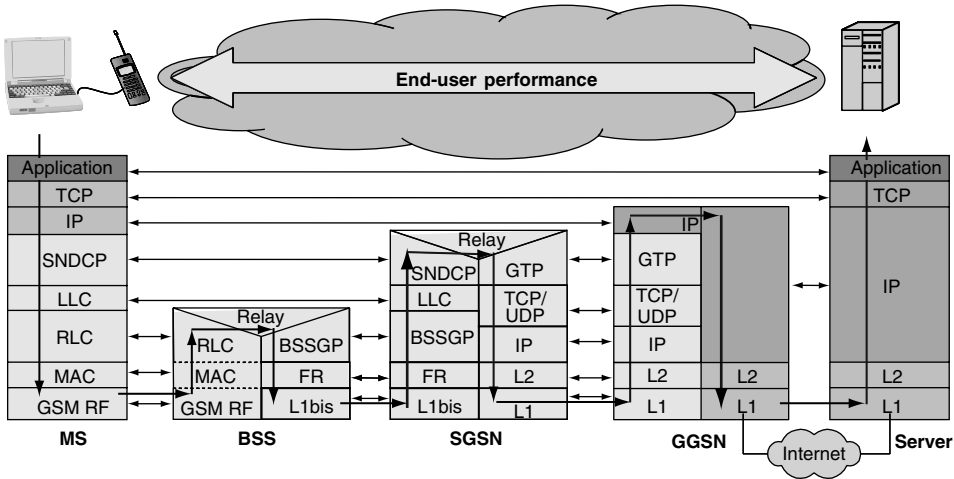 End-user performance
Application
TCP
IP
SNDCP
LLC
RLC
MAC
GSM RF
MS
Relay
RLC
BSSGP
MAC
FR
GSM RF
L1bis
BSS
Relay
SNDCP
GTP
LLC
TCP/
UDP
BSSGP
IP
FR
L2
L1bis
L1
SGSN
IP
GTP
TCP/
UDP
IP
L2
L2
L1
L1
GGSN
Internet
Application
TCP
IP
L2
L1
Server